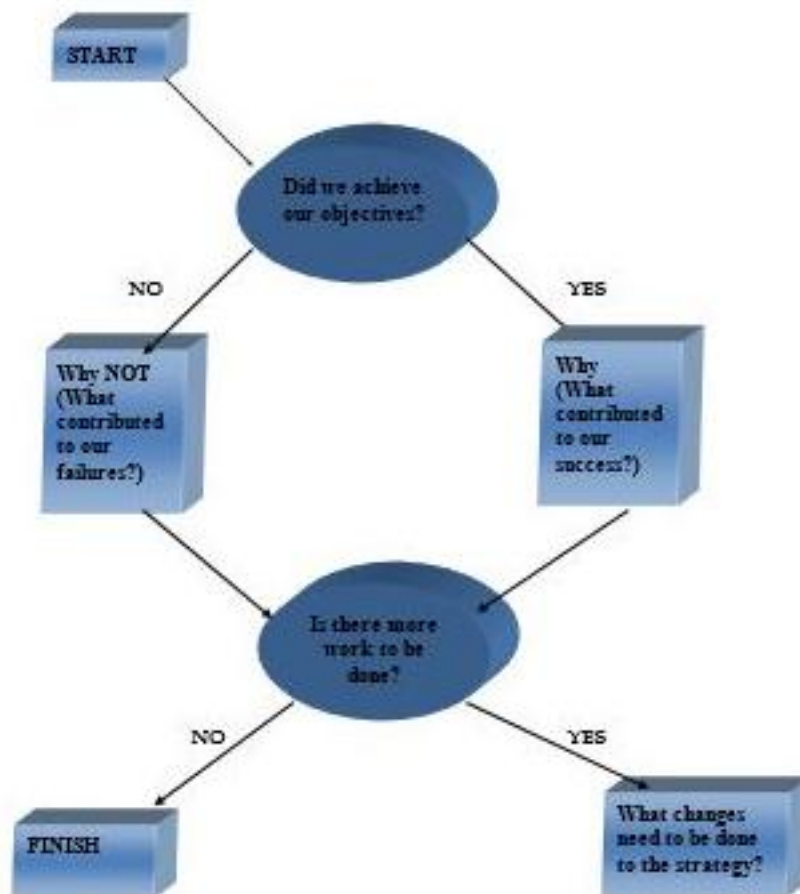 START
Did we achieve
our objectives?
NO
YES
Why NOT
(What
contributed
to our
failures?)
Why
(What
contributed
to our
success?)
Is there more
work to be
done?
NO
YES
FINISH
What changes
need to be done
to the strategy?